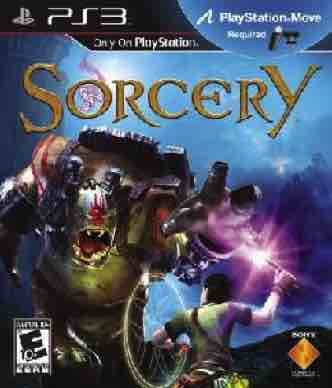 PS3
PlayStation®Move
Required
Only On PlayStation®
SORCERY
E
SONY